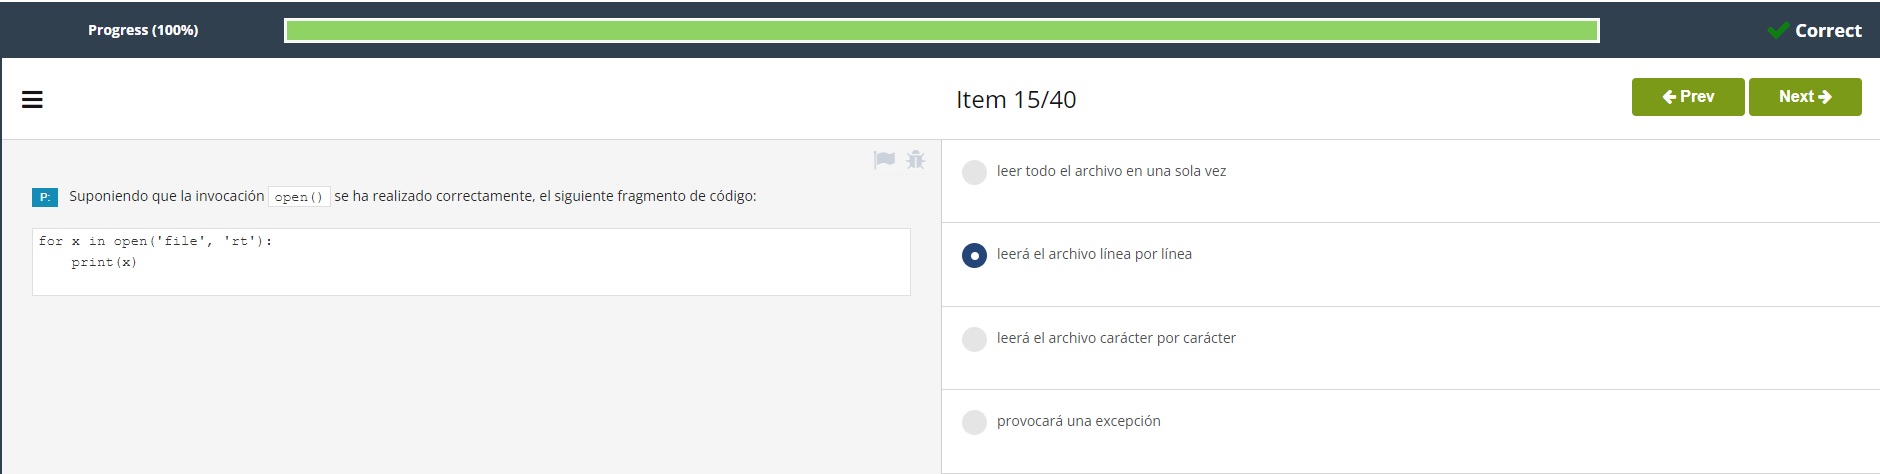 Progress (100%)
Correct
Item 15/40
Prev
Next
P: Suponiendo que la invocación open() se ha realizado correctamente, el siguiente fragmento de código:
for x in open('file', 'rt'):
    print(x)
leer todo el archivo en una sola vez
leerá el archivo línea por línea
leerá el archivo carácter por carácter
provocará una excepción